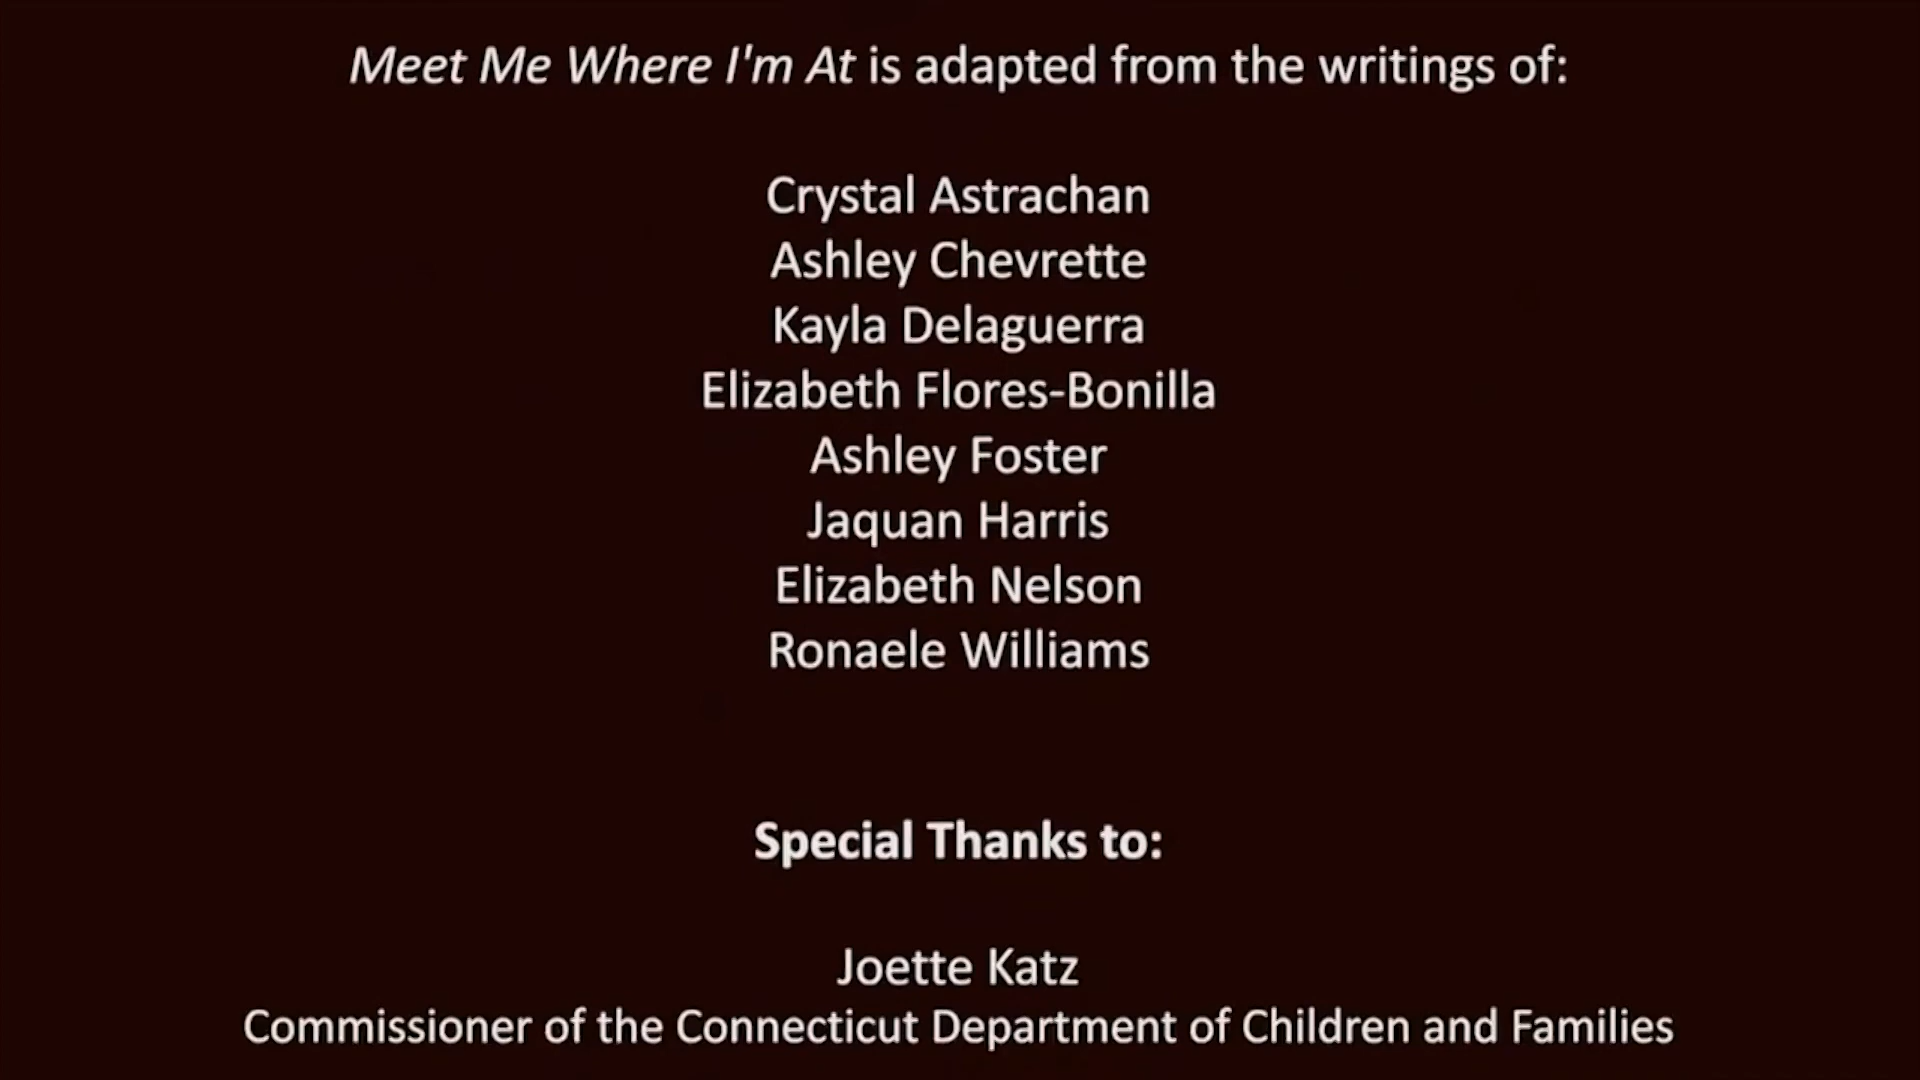 Meet Me Where I'm At is adapted from the writings of:
Crystal Astrachan
Ashley Chevrette
Kayla Delaguerra
Elizabeth Flores-Bonilla
Ashley Foster
Jaquan Harris
Elizabeth Nelson
Ronaele Williams
Special Thanks to:
Joette Katz
Commissioner of the Connecticut Department of Children and Families